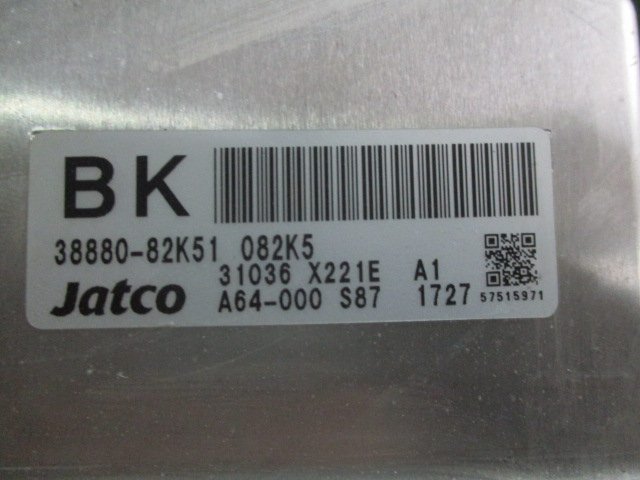 BK
38880-82K51 082K5
31036 X221E A1
Jatco A64-000 S87 1727 57515971